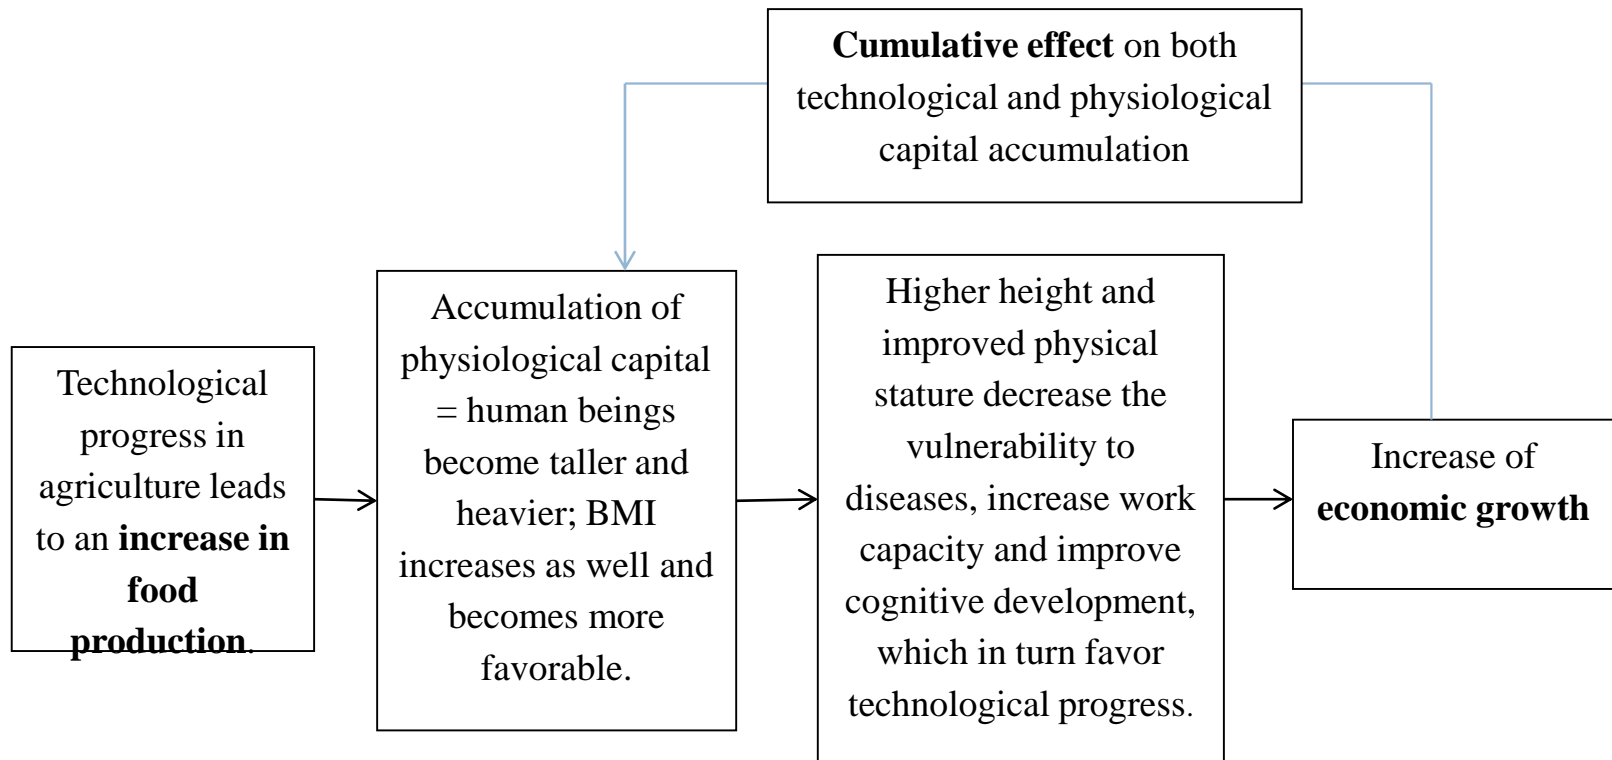 Cumulative effect on both
technological and physiological
capital accumulation
Technological
progress in
agriculture leads
to an increase in
food
production.
Accumulation of
physiological capital
= human beings
become taller and
heavier; BMI
increases as well and
becomes more
favorable.
Higher height and
improved physical
stature decrease the
vulnerability to
diseases, increase work
capacity and improve
cognitive development,
which in turn favor
technological progress.
Increase of
economic growth